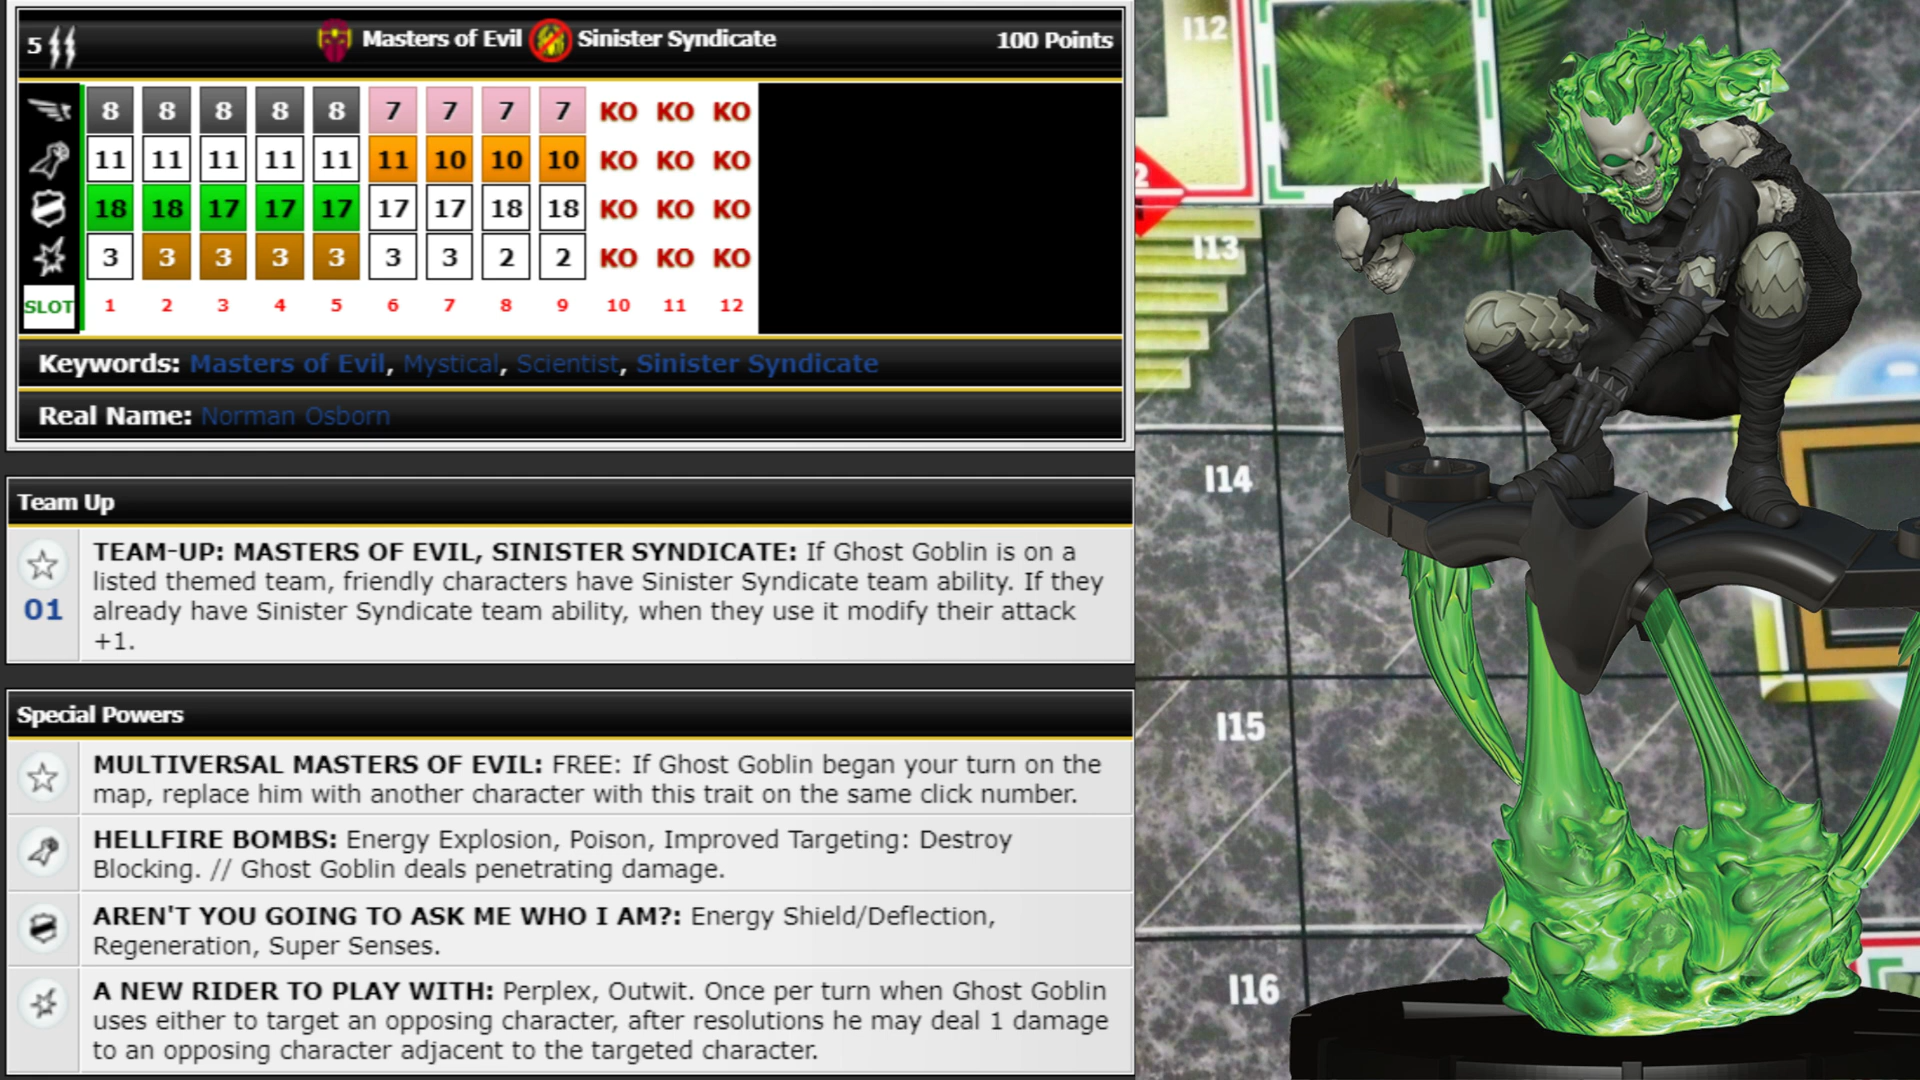 5 Masters of Evil Sinister Syndicate 100 Points
8 8 8 8 8 7 7 7 7 KO KO KO
11 11 11 11 11 11 10 10 10 KO KO KO
18 18 17 17 17 17 17 18 18 KO KO KO
3 3 3 3 3 3 3 2 2 KO KO KO
SLOT 1 2 3 4 5 6 7 8 9 10 11 12
Keywords: Masters of Evil, Mystical, Scientist, Sinister Syndicate
Real Name: Norman Osborn
Team Up
01
TEAM-UP: MASTERS OF EVIL, SINISTER SYNDICATE: If Ghost Goblin is on a
listed themed team, friendly characters have Sinister Syndicate team ability. If they
already have Sinister Syndicate team ability, when they use it modify their attack
+1.
Special Powers
MULTIVERSAL MASTERS OF EVIL: FREE: If Ghost Goblin began your turn on the
map, replace him with another character with this trait on the same click number.
HELLFIRE BOMBS: Energy Explosion, Poison, Improved Targeting: Destroy
Blocking. // Ghost Goblin deals penetrating damage.
AREN'T YOU GOING TO ASK ME WHO I AM?: Energy Shield/Deflection,
Regeneration, Super Senses.
A NEW RIDER TO PLAY WITH: Perplex, Outwit. Once per turn when Ghost Goblin
uses either to target an opposing character, after resolutions he may deal 1 damage
to an opposing character adjacent to the targeted character.
I12
2
I13
I14
I15
I16